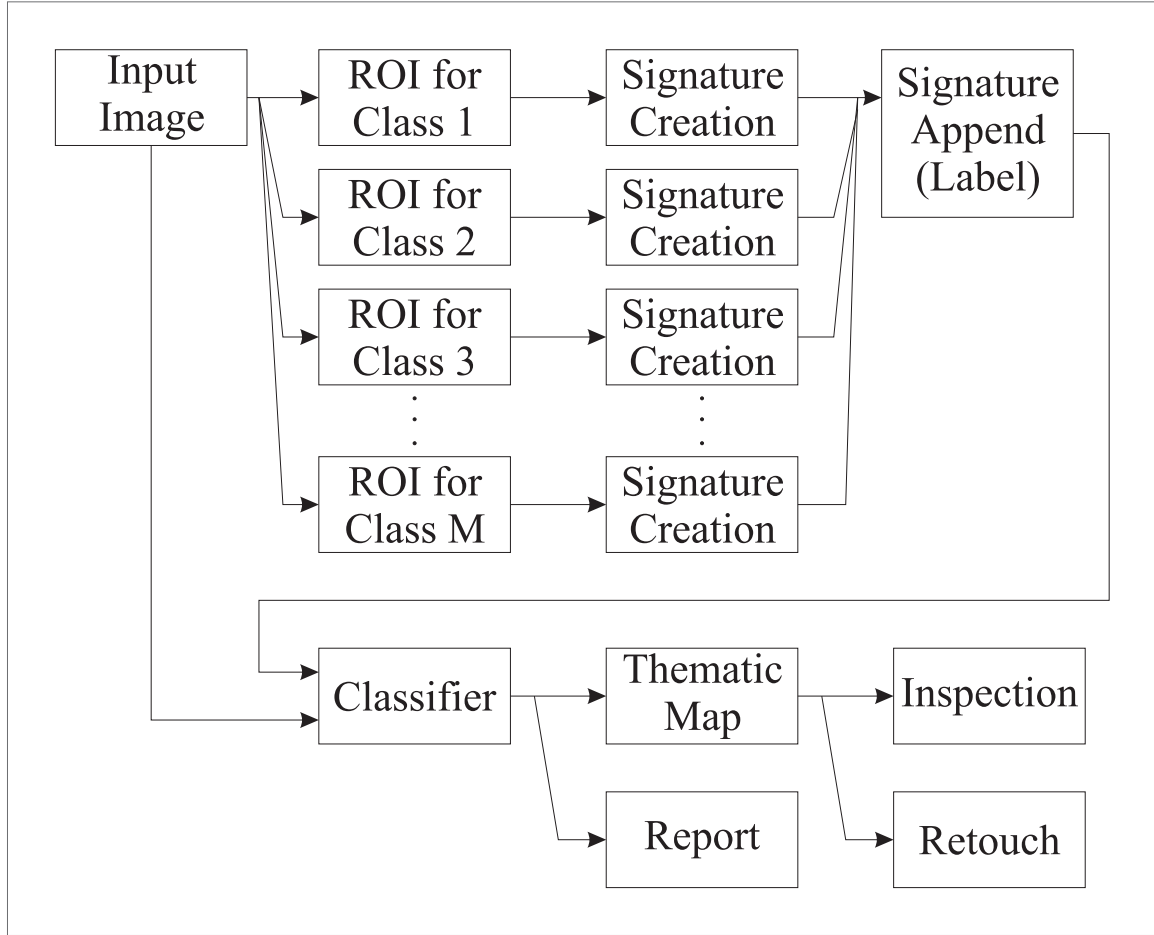 Input
Image
ROI for
Class 1
Signature
Creation
Signature
Append
(Label)
ROI for
Class 2
Signature
Creation
ROI for
Class 3
Signature
Creation
ROI for
Class M
Signature
Creation
Classifier
Thematic
Map
Inspection
Report
Retouch